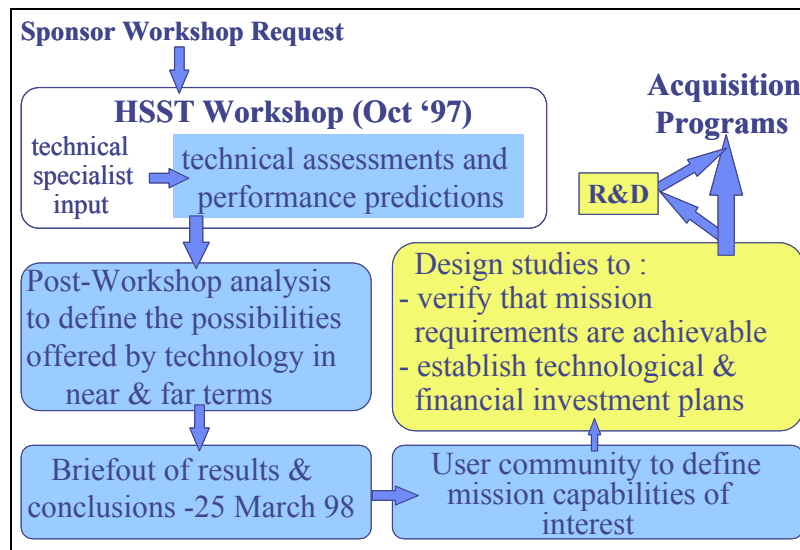 Sponsor Workshop Request
HSST Workshop (Oct ‘97)
technical
specialist
input
technical assessments and
performance predictions
Post-Workshop analysis
to define the possibilities
offered by technology in
near & far terms
Briefout of results &
conclusions -25 March 98
User community to define
mission capabilities of
interest
Design studies to :
- verify that mission
requirements are achievable
- establish technological &
financial investment plans
R&D
Acquisition
Programs